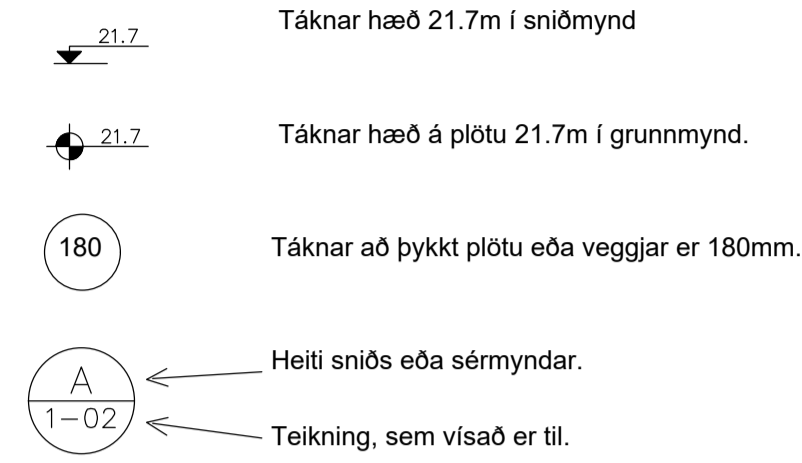 21.7 Táknar hæð 21.7m í sniðmynd
21.7 Táknar hæð á plötu 21.7m í grunnmynd.
180 Táknar að þykkt plötu eða veggjar er 180mm.
A Heiti sniðs eða sérmyndar.
1-02 Teikning, sem vísað er til.